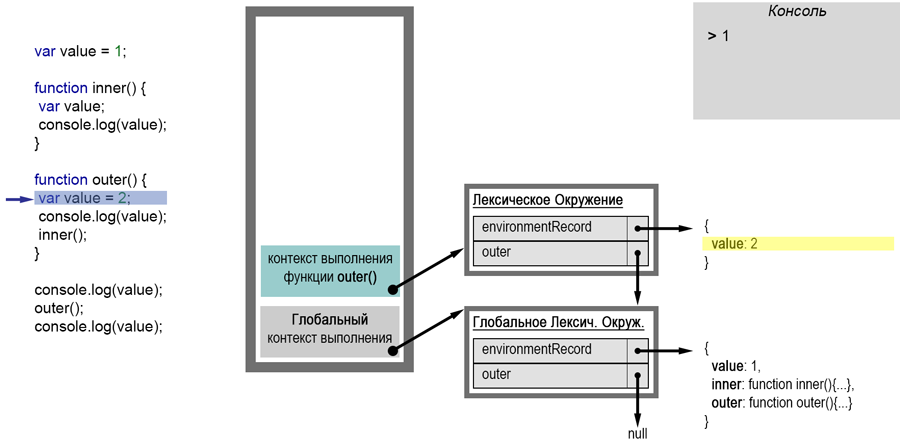 var value = 1;
function inner() {
var value;
console.log(value);
}
function outer() {
var value = 2;
console.log(value);
inner();
}
console.log(value);
outer();
console.log(value);
контекст выполнения
функции outer()
Глобальный
контекст выполнения
Лексическое Окружение
environmentRecord
outer
{
value: 2
}
Глобальное Лексич. Окруж.
environmentRecord
outer
{
value: 1,
inner: function inner(){...},
outer: function outer(){...}
}
null
Консоль
> 1